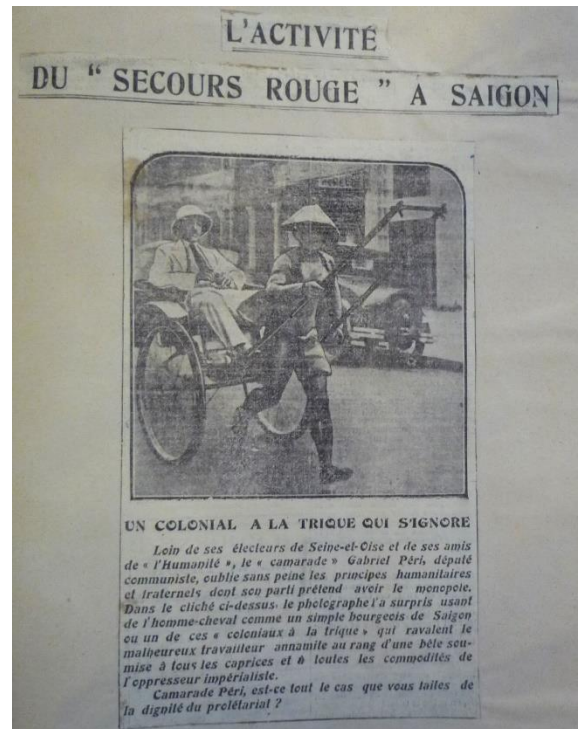 L'ACTIVITÉ
DU “ SECOURS ROUGE ” A SAIGON
UN COLONIAL A LA TRIQUE QUI S'IGNORE
Loin de ses électeurs de Seine-et-Oise et de ses amis
de « l'Humanité », le « camarade » Gabriel Péri, député
communiste, oublie sans peine les principes humanitaires
et fraternels dont son parti prétend avoir le monopole.
Dans le cliché ci-dessus, le photographe l'a surpris usant
de l'homme-cheval comme un simple bourgeois de Saigon
ou un de ces « coloniaux à la trique » qui ravalent le
malheureux travailleur annamite au rang d'une bête sou-
mise à tous les caprices et à toutes les commodités de
l'oppresseur impérialiste.
Camarade Péri, est-ce tout le cas que vous faites de
la dignité du prolétariat ?